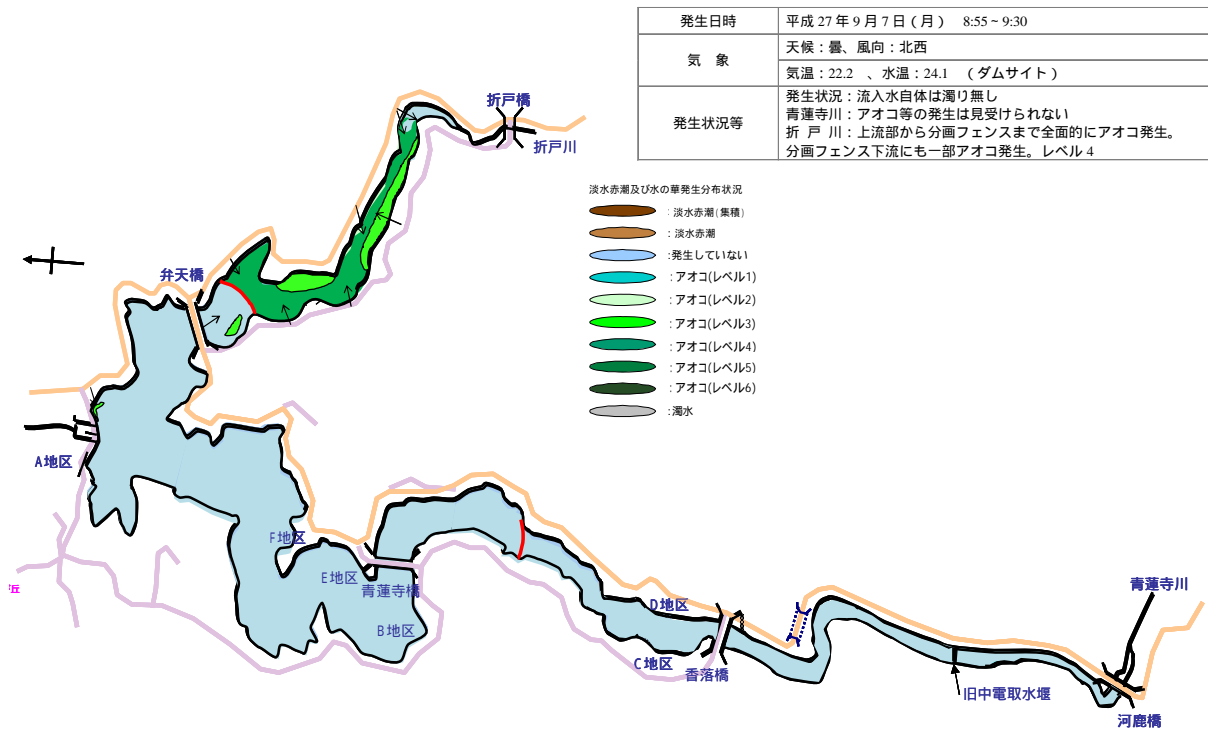 発生日時 平成 27 年 9 月 7 日（月） 8:55 ~ 9:30
気 象 天候：曇、風向：北西
気温：22.2 、水温：24.1 （ダムサイト）
発生状況等 発生状況：流入水自体は濁り無し
青蓮寺川：アオコ等の発生は見受けられない
折 戸 川：上流部から分画フェンスまで全面的にアオコ発生。
分画フェンス下流にも一部アオコ発生。レベル 4
折戸橋
折戸川
淡水赤潮及び水の華発生分布状況
：淡水赤潮(集積)
：淡水赤潮
：発生していない
：アオコ(レベル1)
：アオコ(レベル2)
：アオコ(レベル3)
：アオコ(レベル4)
：アオコ(レベル5)
：アオコ(レベル6)
：濁水
弁天橋
A地区
F地区
E地区
青蓮寺橋
B地区
D地区
C地区
香落橋
青蓮寺川
旧中電取水堰
河鹿橋